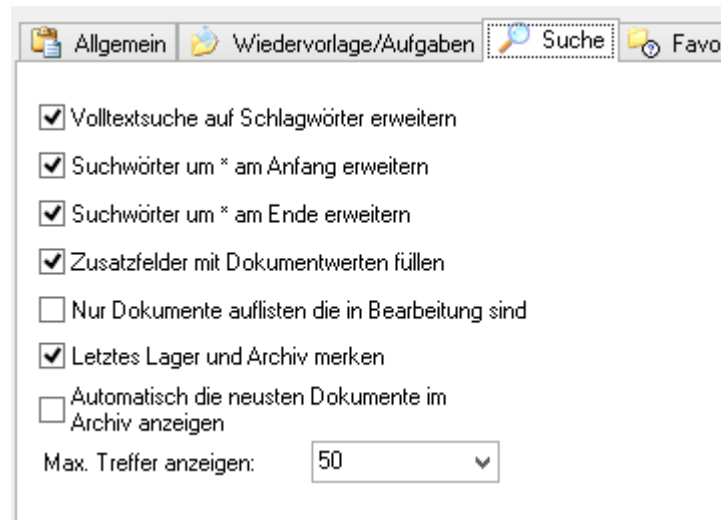 Allgemein Wiedervorlage/Aufgaben Suche Favo
Volltextsuche auf Schlagwörter erweitern
Suchwörter um * am Anfang erweitern
Suchwörter um * am Ende erweitern
Zusatzfelder mit Dokumentwerten füllen
Nur Dokumente auflisten die in Bearbeitung sind
Letztes Lager und Archiv merken
Automatisch die neusten Dokumente im
Archiv anzeigen
Max. Treffer anzeigen: 50